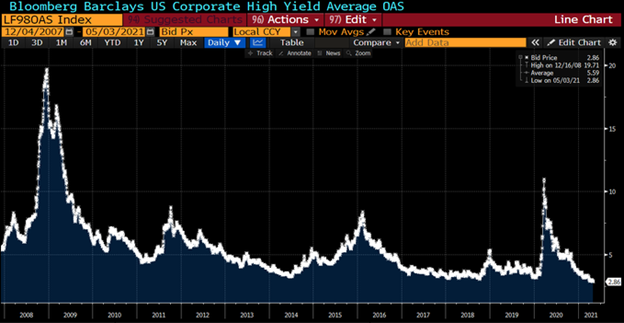 Bloomberg Barclays US Corporate High Yield Average OAS
LF98OAS Index 94) Suggested Charts 96) Actions 97) Edit Line Chart
12/04/2007 - 05/03/2021 Bid Px Local CCY Mov Avgs Key Events
1D 3D 1M 6M YTD 1Y 5Y Max Daily Table Compare Add Data Edit Chart
Track Annotate News Zoom
Bid Price 2.86
High on 12/16/08 19.71
Average 5.59
Low on 05/03/21 2.86
20
15
10
5
2.86
2008 2009 2010 2011 2012 2013 2014 2015 2016 2017 2018 2019 2020 2021